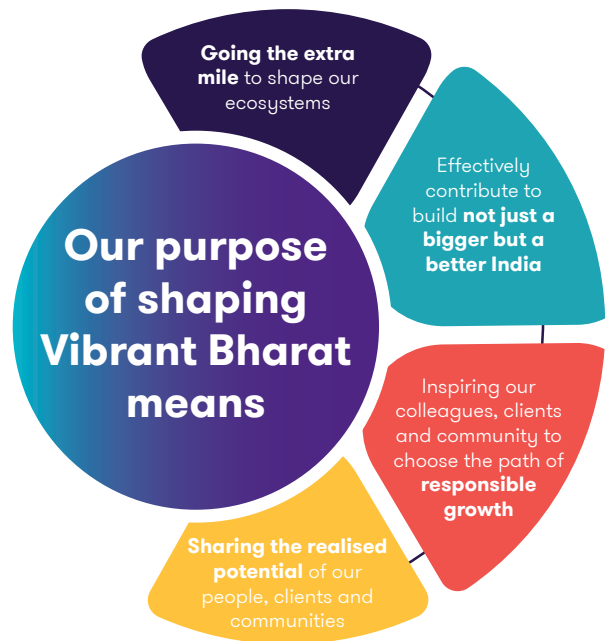 Going the extra
mile to shape our
ecosystems
Effectively
contribute to
build not just a
bigger but a
better India
Our purpose
of shaping
Vibrant Bharat
means
Inspiring our
colleagues, clients
and community to
choose the path of
responsible
growth
Sharing the realised
potential of our
people, clients and
communities